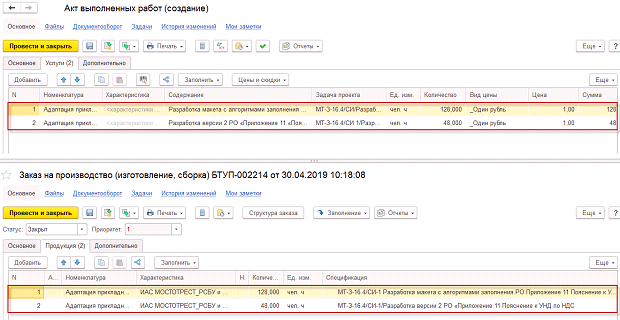 Акт выполненных работ (создание)
Основное Файлы Документооборот Задачи История изменений Мои заметки
Провести и закрыть Печать Отчеты Еще ?
Основное Услуги (2) Дополнительно
Добавить Заполнить Цены и скидки Еще
N Номенклатура Характеристика Содержание Задача проекта Ед. изм. Количество Вид цены Цена Сумма
1 Адаптация прикл... <характеристики Разработка макета с алгоритмами заполнения ... МТ-3-16.4/СИ/Разраб... чел. ч 128,000 _Один рубль 1,00 128
2 Адаптация прикл... <характеристики Разработка версии 2 РО «Приложение 11 «Поя... МТ-3-16.4/СИ 1/Разр... чел. ч 48,000 _Один рубль 1,00 48
Заказ на производство (изготовление, сборка) БТУП-002214 от 30.04.2019 10:18:08
Основное Файлы Документооборот Задачи История изменений Мои заметки
Провести и закрыть Печать Структура заказа Заполнение Отчеты Еще ?
Статус: Закрыт Приоритет: 1
Основное Продукция (2) Дополнительно
Добавить Заполнить Еще
N А... Номенклатура Характеристика Н. Количе... Ед. изм. Спецификация
1 Адаптация прикладн... ИАС МОСТОТРЕСТ_РСБУ и ... 128,000 чел. ч МТ-3-16.4/СИ-1 Разработка макета с алгоритмами заполнения РО Приложение 11 Пояснение к У...
2 Адаптация прикладн... ИАС МОСТОТРЕСТ_РСБУ и ... 48,000 чел. ч МТ-3-16.4/СИ-1/Разработка версии 2 РО «Приложение 11 Пояснение к УНД по НДС